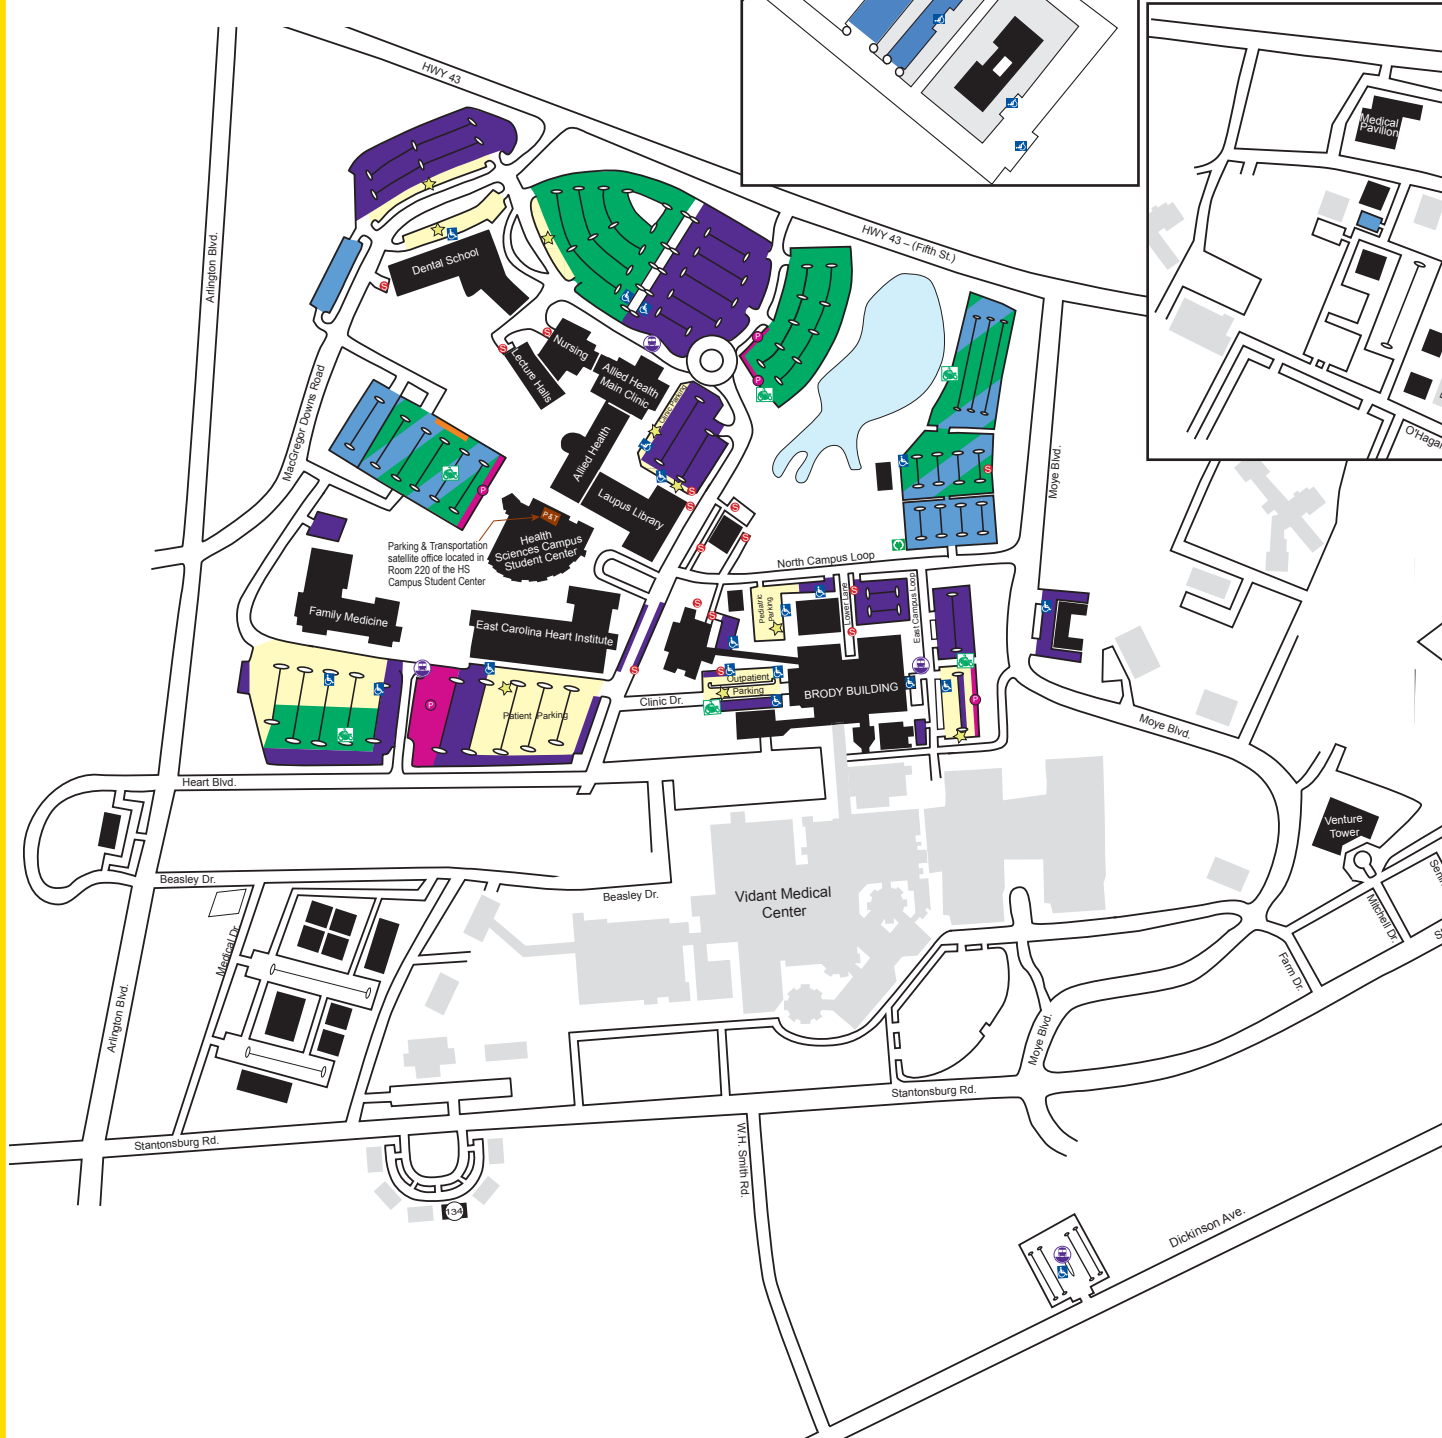 HWY 43
Medical
Pavilion
Arlington Blvd.
HWY 43 – (Fifth St.)
Dental School
S
Nursing
S
S
Lecture Halls
Allied Health
Main Clinic
P
P
MacGregor Downs Road
Allied Health
Laupus Library
P
S
S
S
S
S
S
Moye Blvd.
O'Hagan
P&T
Health
Sciences Campus
Student Center
Parking & Transportation
satellite office located in
Room 220 of the HS
Campus Student Center
North Campus Loop
Family Medicine
East Carolina Heart Institute
Pediatric
Parking
Lower Lane
East Campus Loop
S
S
S
S
S
S
Outpatient
Parking
BRODY BUILDING
Clinic Dr.
P
P
Patient Parking
Moye Blvd.
Heart Blvd.
Venture
Tower
Beasley Dr.
Beasley Dr.
Vidant Medical
Center
Medical Dr.
Mitchell Dr.
Farm Dr.
Arlington Blvd.
Moye Blvd.
Stantonsburg Rd.
Stantonsburg Rd.
W.H. Smith Rd.
134
Dickinson Ave.